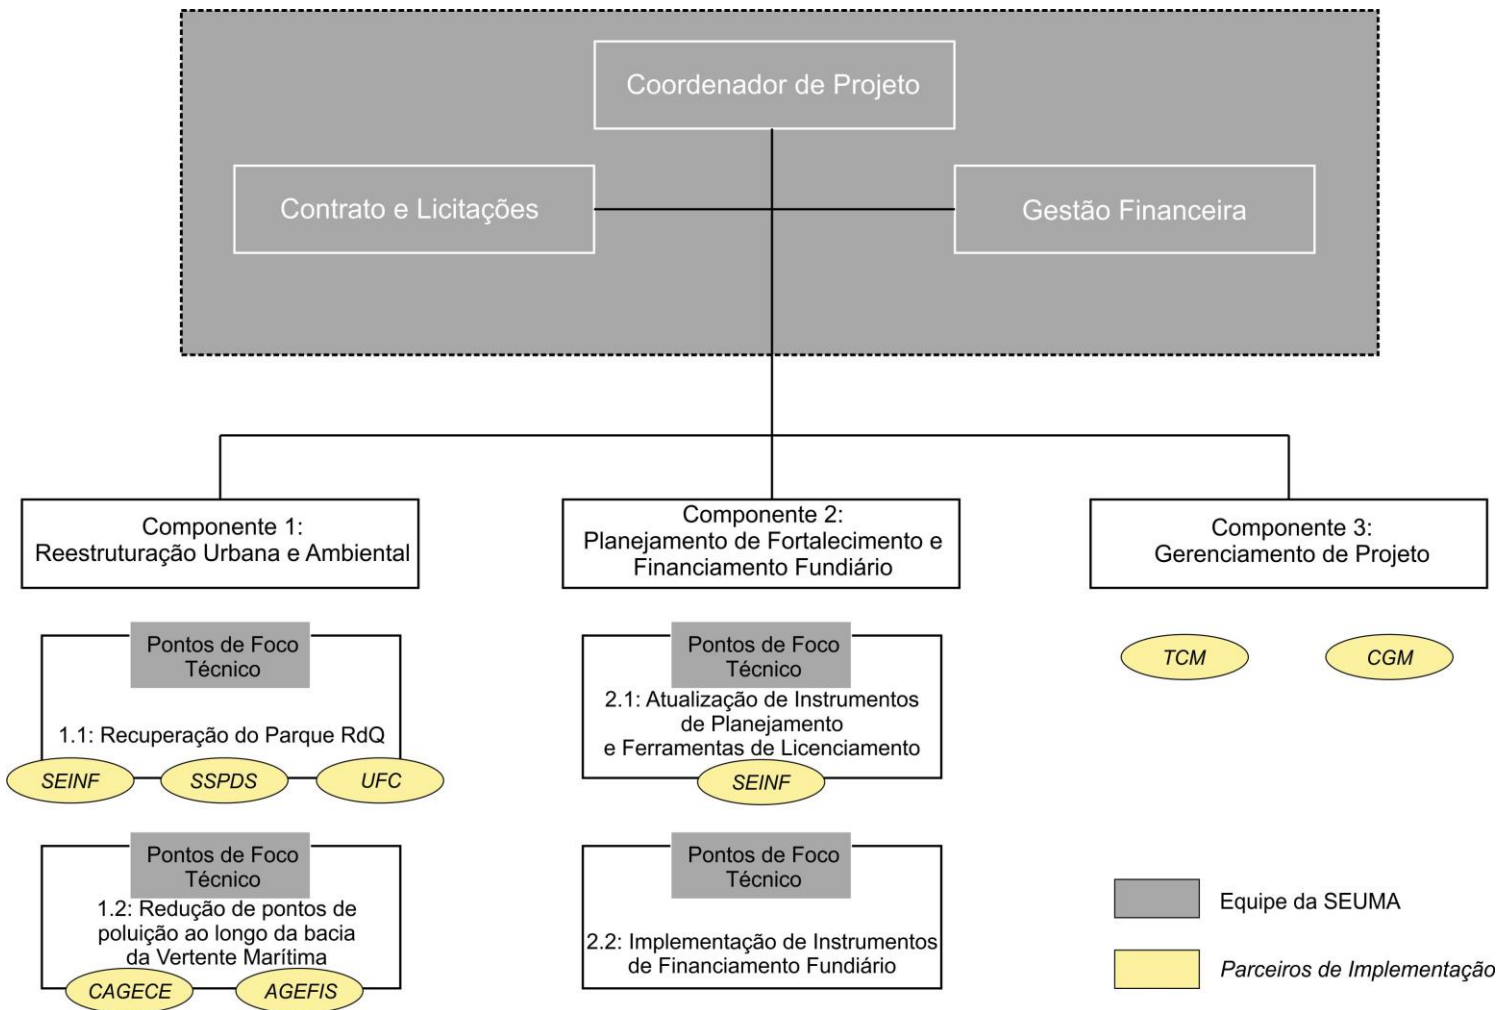 Coordenador de Projeto
Contrato e Licitações
Gestão Financeira
Componente 1:
Reestruturação Urbana e Ambiental
Componente 2:
Planejamento de Fortalecimento e
Financiamento Fundiário
Componente 3:
Gerenciamento de Projeto
Pontos de Foco
Técnico
1.1: Recuperação do Parque RdQ
SEINF
SSPDS
UFC
Pontos de Foco
Técnico
2.1: Atualização de Instrumentos
de Planejamento
e Ferramentas de Licenciamento
SEINF
TCM
CGM
Pontos de Foco
Técnico
1.2: Redução de pontos de
poluição ao longo da bacia
da Vertente Marítima
CAGECE
AGEFIS
Pontos de Foco
Técnico
2.2: Implementação de Instrumentos
de Financiamento Fundiário
Equipe da SEUMA
Parceiros de Implementação